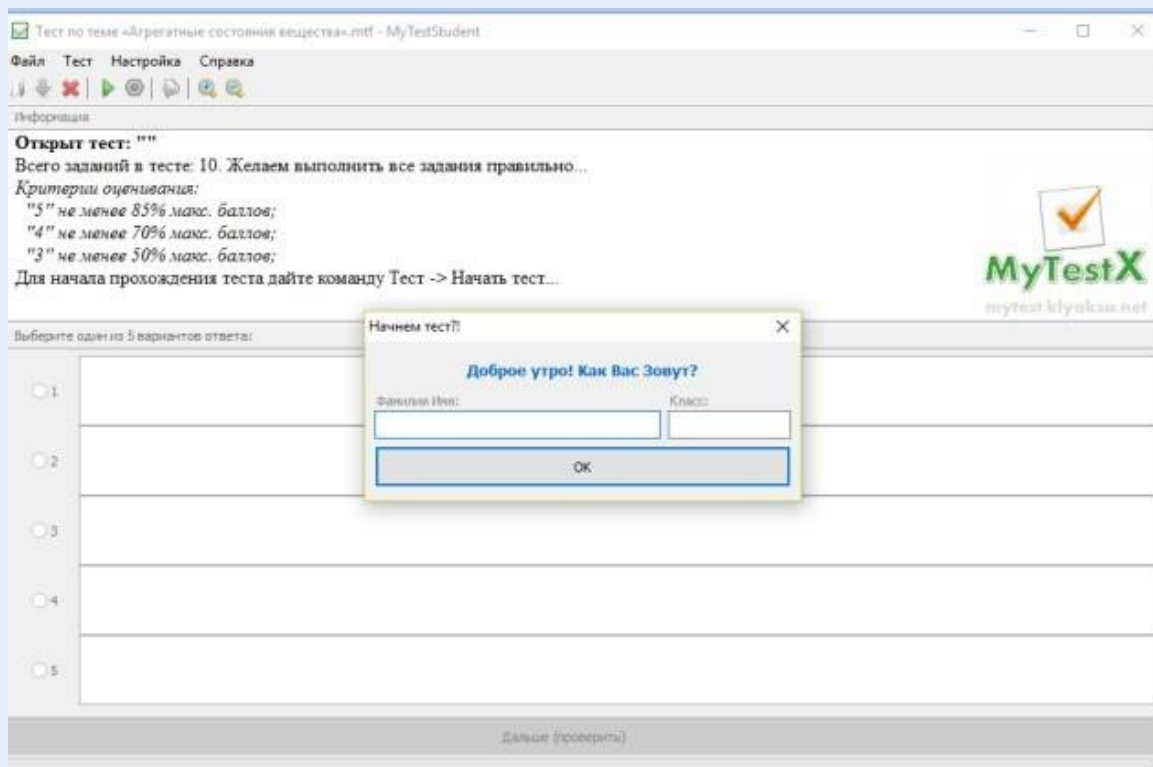 Тест по теме «Агрегатные состояния вещества».mtf - MyTestStudent
Файл Тест Настройка Справка
Информация
Открыт тест: ""
Всего заданий в тесте: 10. Желаем выполнить все задания правильно...
Критерии оценивания:
"5" не менее 85% макс. баллов;
"4" не менее 70% макс. баллов;
"3" не менее 50% макс. баллов;
Для начала прохождения теста дайте команду Тест -> Начать тест...
MyTestX
mytest.klyaksa.net
Выберите один из 5 вариантов ответа:
Начнем тест?!
Доброе утро! Как Вас Зовут?
Фамилия Имя: Класс:
OK
1
2
3
4
5
Дальше (проверить)